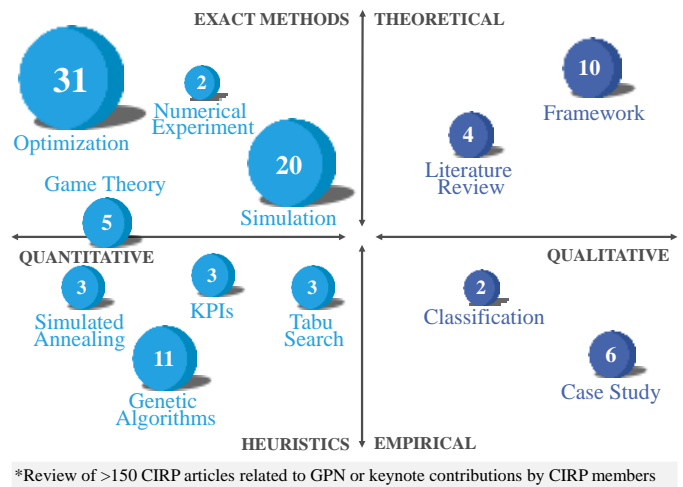 EXACT METHODS
THEORETICAL
31
Optimization
2
Numerical
Experiment
20
Simulation
Game Theory
5
10
Framework
4
Literature
Review
QUANTITATIVE
QUALITATIVE
3
Simulated
Annealing
3
KPIs
3
Tabu
Search
11
Genetic
Algorithms
2
Classification
6
Case Study
HEURISTICS
EMPIRICAL
*Review of >150 CIRP articles related to GPN or keynote contributions by CIRP members